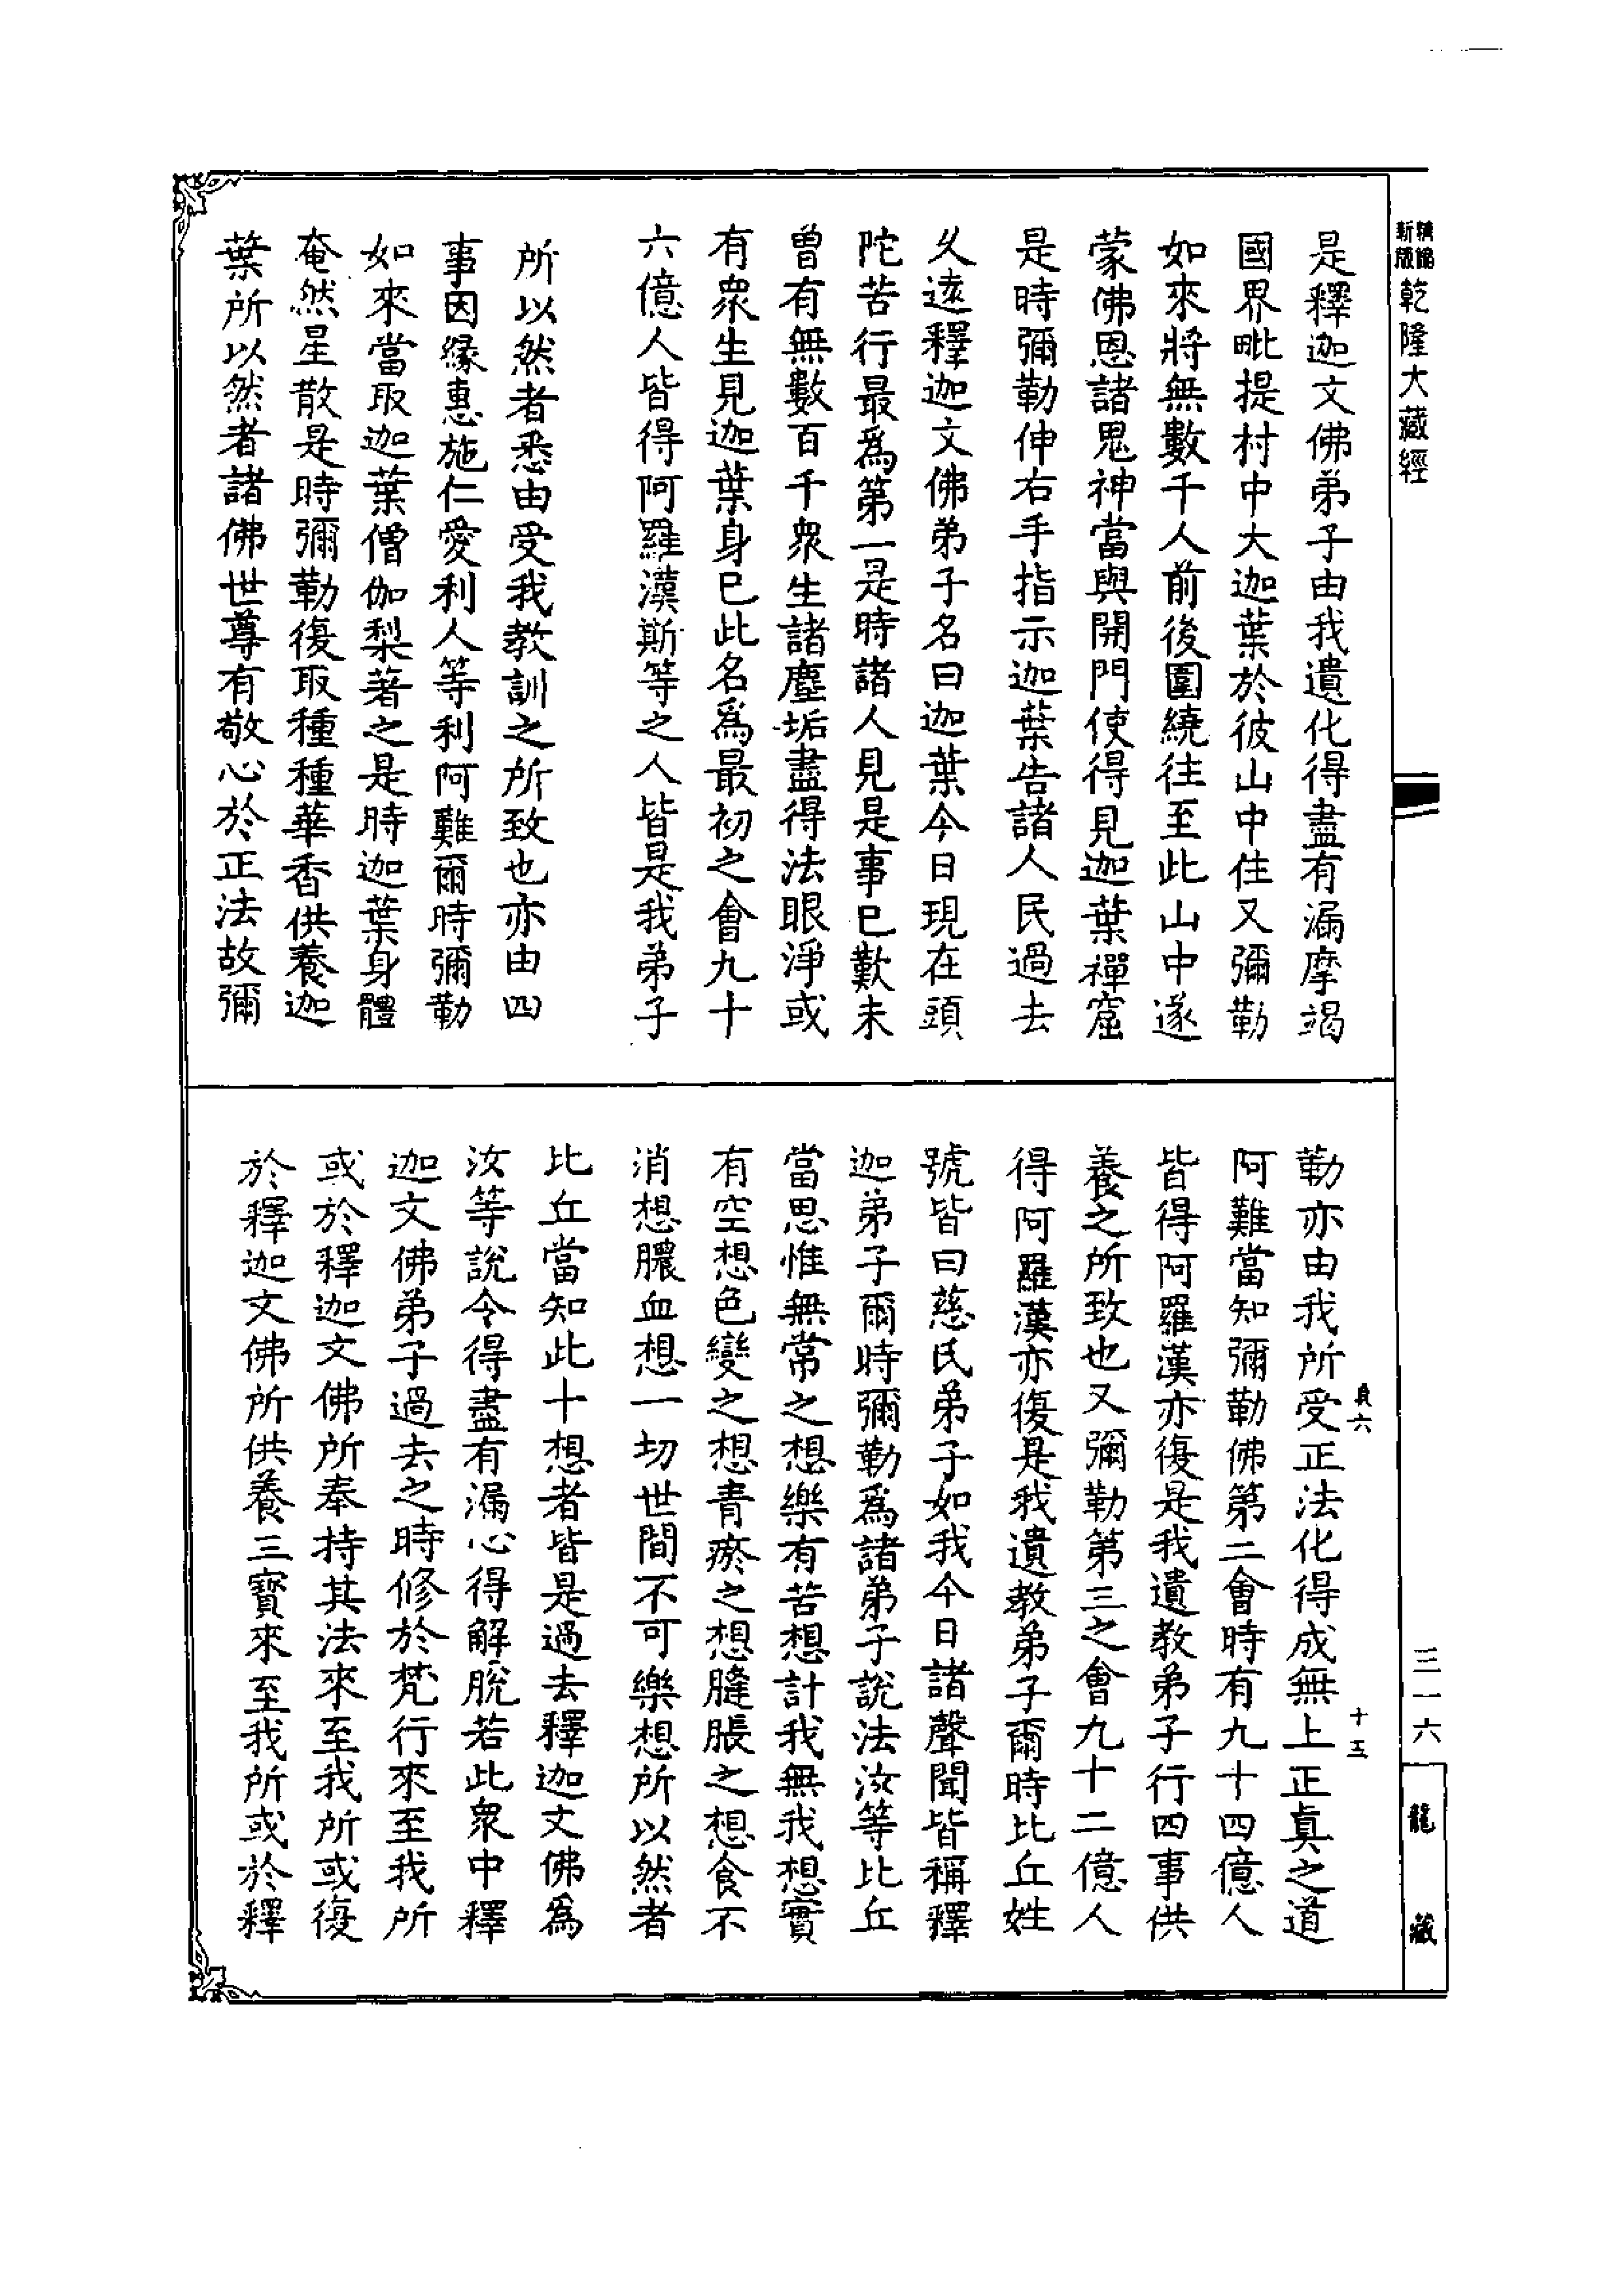 新版精縮
乾隆大藏經
是釋迦文佛弟子由我遺化得盡有漏摩竭
國界毗提村中大迦葉於彼山中住又彌勒
如來將無數千人前後圍繞往至此山中遂
蒙佛恩諸鬼神當與開門使得見迦葉禪窟
是時彌勒伸右手指示迦葉告諸人民過去
久遠釋迦文佛弟子名曰迦葉今日現在頭
陀苦行最爲第一是時諸人見是事已歎未
曾有無數百千衆生諸塵垢盡得法眼淨或
有衆生見迦葉身已此名爲最初之會九十
六億人皆得阿羅漢斯等之人皆是我弟子
所以然者悉由受我教訓之所致也亦由四
事因緣惠施仁愛利人等利阿難爾時彌勒
如來當取迦葉僧伽梨著之是時迦葉身體
奄然星散是時彌勒復取種種華香供養迦
葉所以然者諸佛世尊有敬心於正法故彌
勒亦由我所受正法化得成無上正真之道
阿難當知彌勒佛第二會時有九十四億人
皆得阿羅漢亦復是我遺教弟子行四事供
養之所致也又彌勒第三之會九十二億人
得阿羅漢亦復是我遺教弟子爾時比丘姓
號皆曰慈氏弟子如我今日諸聲聞皆稱釋
迦弟子爾時彌勒爲諸弟子說法汝等比丘
當思惟無常之想樂有苦想計我無我想實
有空想色變之想青瘀之想膖脹之想食不
消想膿血想一切世間不可樂想所以然者
比丘當知此十想者皆是過去釋迦文佛爲
汝等說令得盡有漏心得解脫若此衆中釋
迦文佛弟子過去之時修於梵行來至我所
或於釋迦文佛所奉持其法來至我所或復
於釋迦文佛所供養三寶來至我所或於釋
貞六
十五
三一六
龍藏